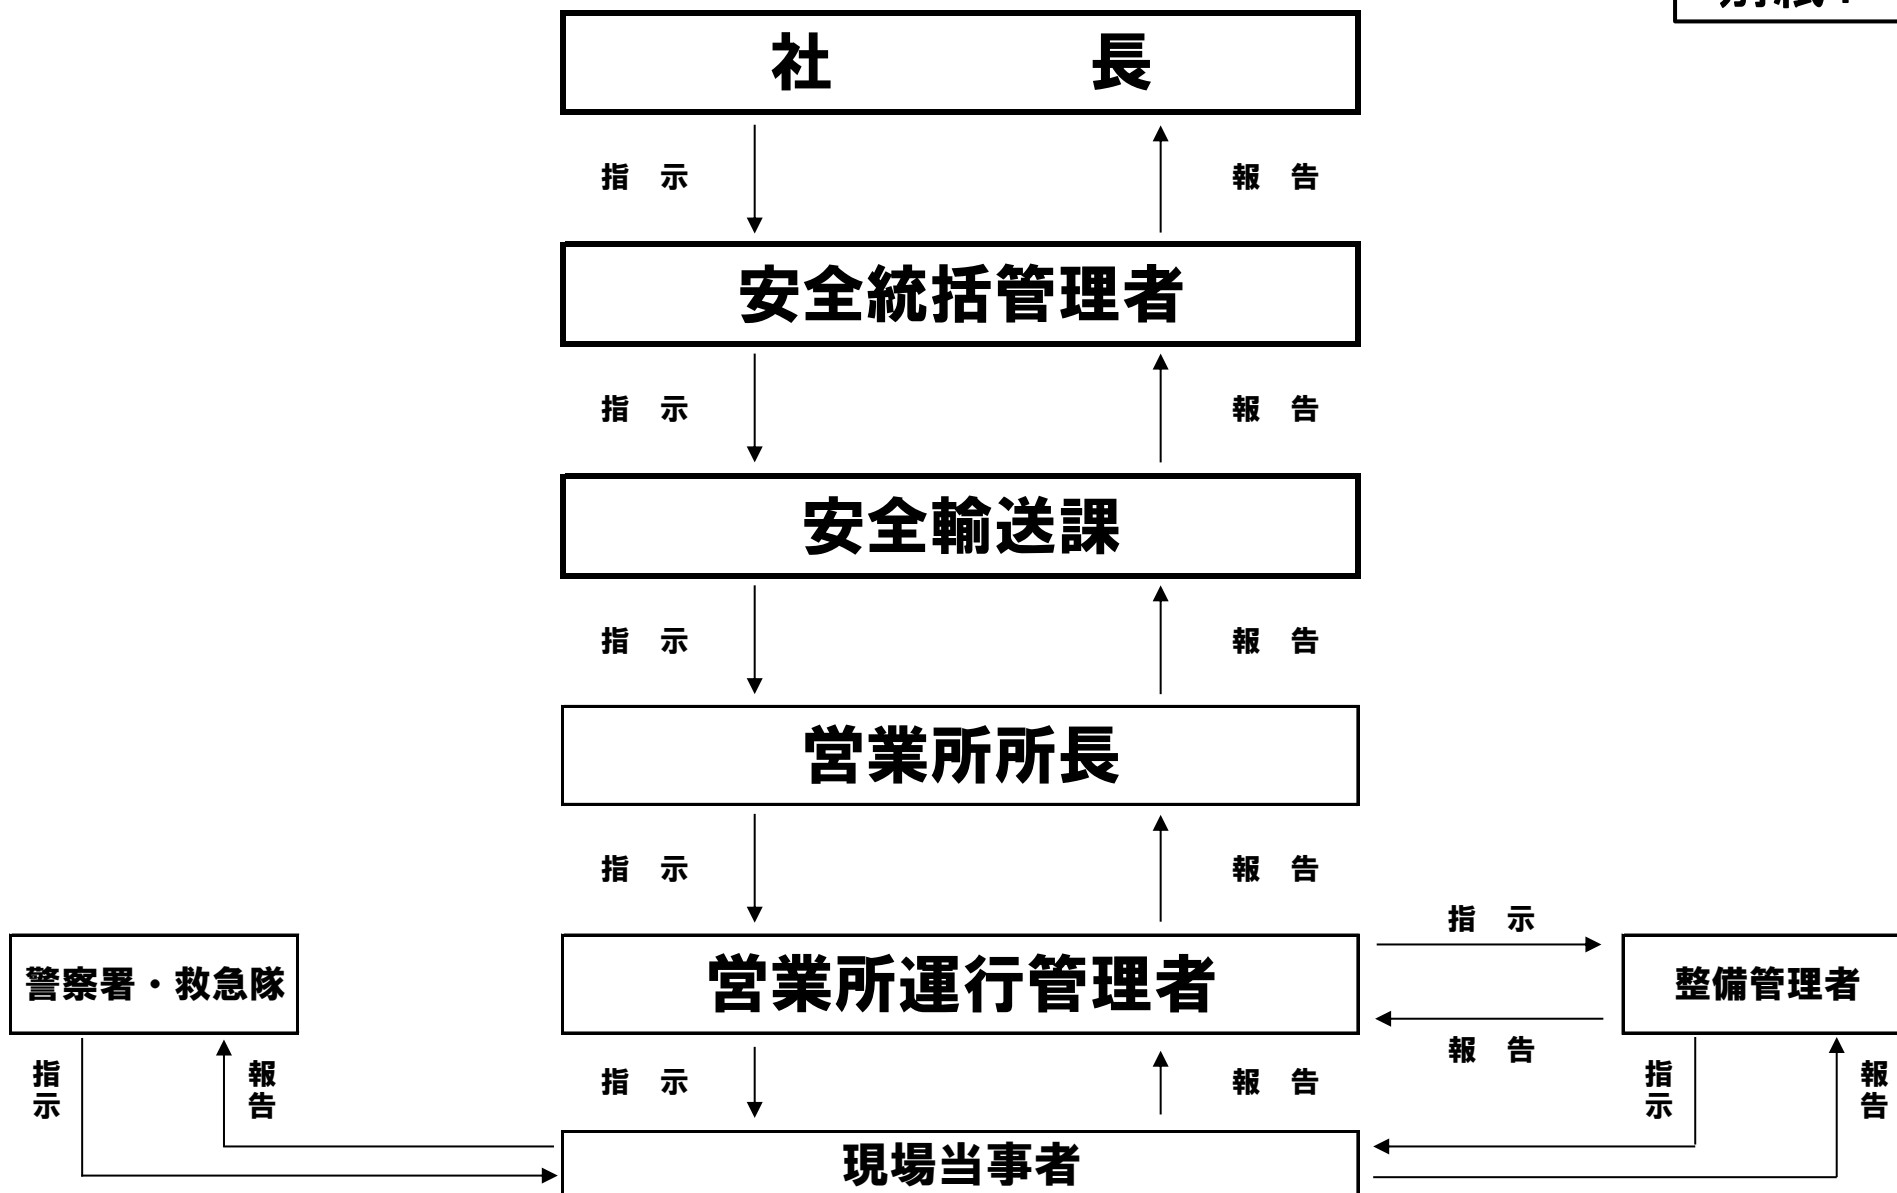 社 長
指 示
報 告
安全統括管理者
指 示
報 告
安全輸送課
指 示
報 告
営業所所長
指 示
報 告
営業所運行管理者
警察署・救急隊
整備管理者
指 示
報 告
指示
報告
指 示
報 告
指示
報告
現場当事者